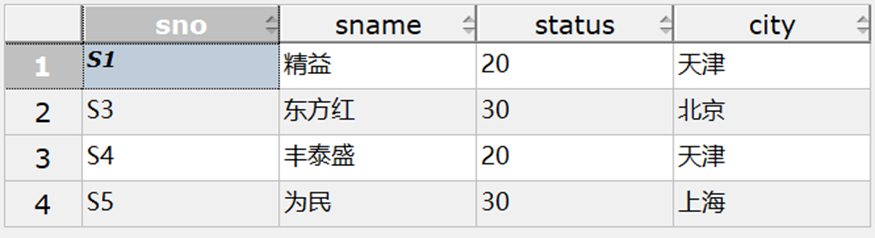 sno sname status city
1 S1 精益 20 天津
2 S3 东方红 30 北京
3 S4 丰泰盛 20 天津
4 S5 为民 30 上海